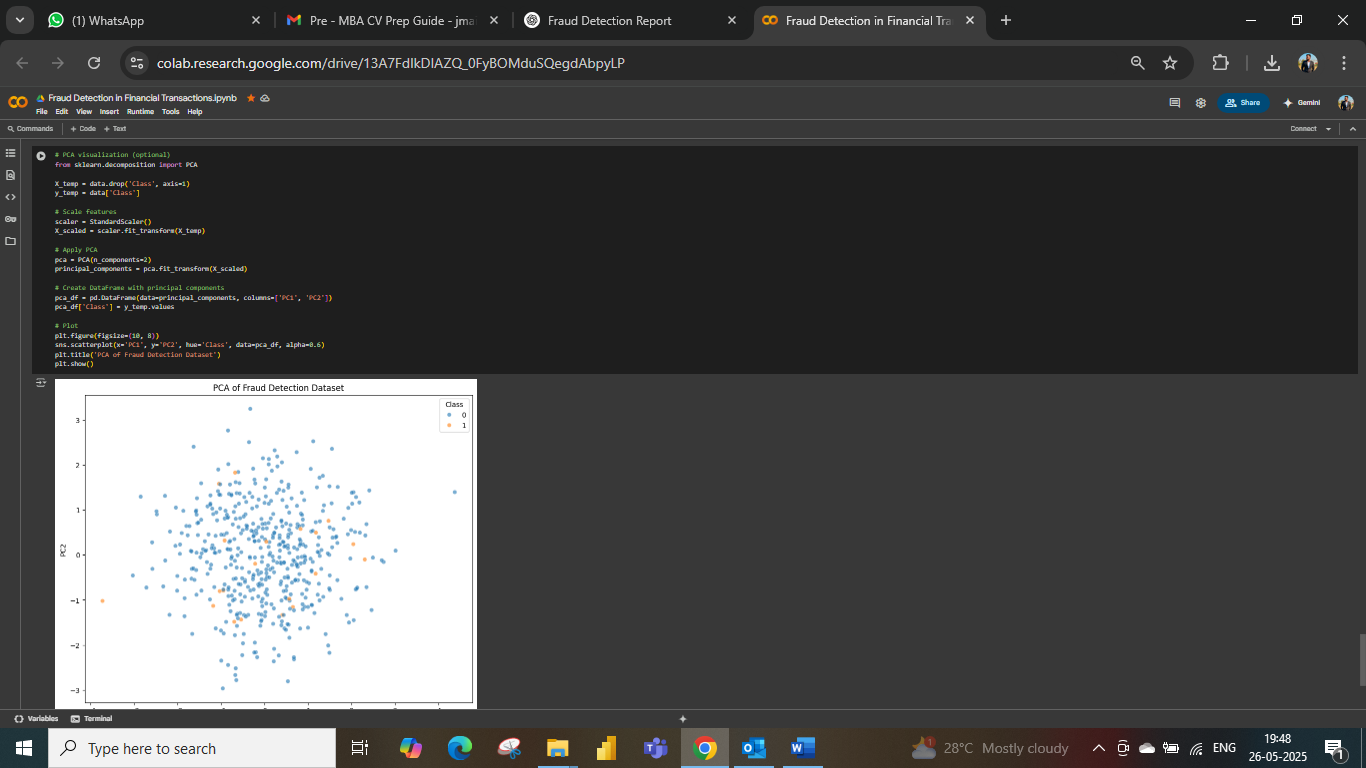 (1) WhatsApp
Pre - MBA CV Prep Guide - jma
Fraud Detection Report
Fraud Detection in Financial Tra
colab.research.google.com/drive/13A7FdIkDIAZQ_0FyBOMduSQegdAbpyLP
Fraud Detection in Financial Transactions.ipynb
File Edit View Insert Runtime Tools Help
Share
Gemini
Commands + Code + Text
Connect
# PCA visualization (optional)
from sklearn.decomposition import PCA
X_temp = data.drop('Class', axis=1)
y_temp = data['Class']
# Scale features
scaler = StandardScaler()
X_scaled = scaler.fit_transform(X_temp)
# Apply PCA
pca = PCA(n_components=2)
principal_components = pca.fit_transform(X_scaled)
# Create DataFrame with principal components
pca_df = pd.DataFrame(data=principal_components, columns=['PC1', 'PC2'])
pca_df['Class'] = y_temp.values
# Plot
plt.figure(figsize=(10, 8))
sns.scatterplot(x='PC1', y='PC2', hue='Class', data=pca_df, alpha=0.6)
plt.title('PCA of Fraud Detection Dataset')
plt.show()
PCA of Fraud Detection Dataset
Class
0
1
3
2
1
0
−1
−2
−3
PC2
Variables Terminal
Type here to search
28°C Mostly cloudy
ENG
19:48
26-05-2025
1